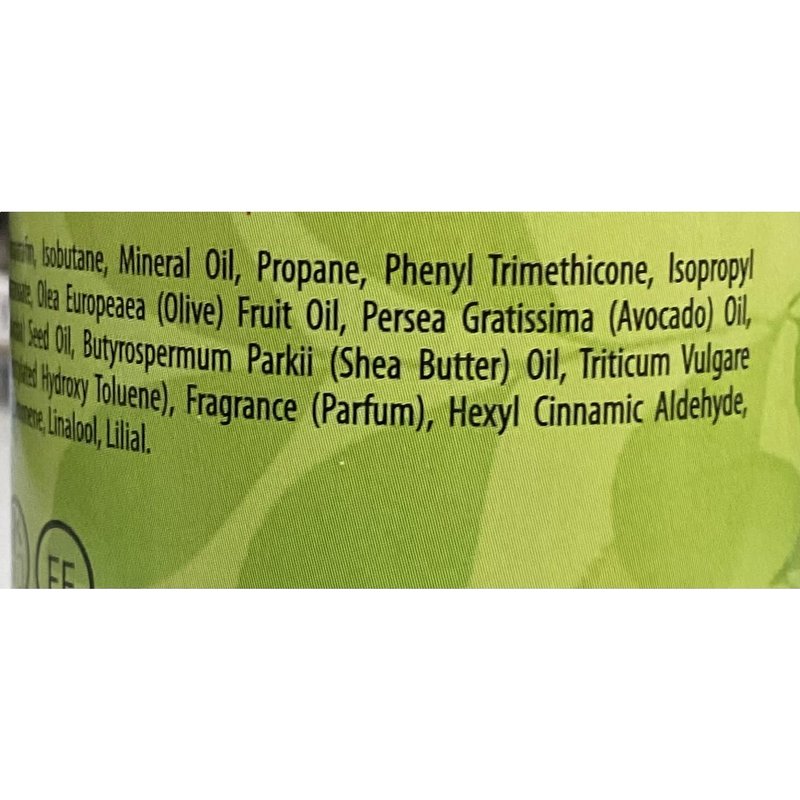 Isobutane, Mineral Oil, Propane, Phenyl Trimethicone, Isopropyl
Olea Europeaea (Olive) Fruit Oil, Persea Gratissima (Avocado) Oil,
Seed Oil, Butyrospermum Parkii (Shea Butter) Oil, Triticum Vulgare
Hydroxy Toluene), Fragrance (Parfum), Hexyl Cinnamic Aldehyde,
Linalool, Lilial.